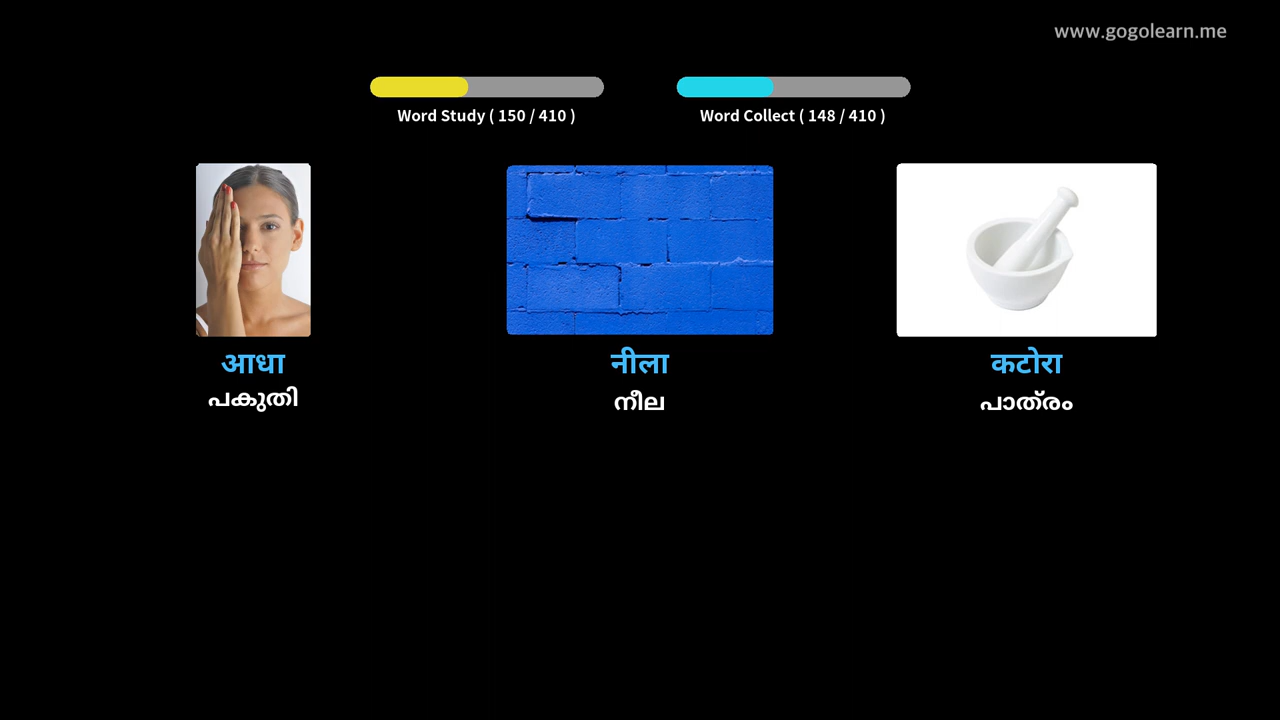 www.gogolearn.me
Word Study ( 150 / 410 )
Word Collect ( 148 / 410 )
आधा
പകുതി
नीला
നീല
कटोरा
പാത്രം